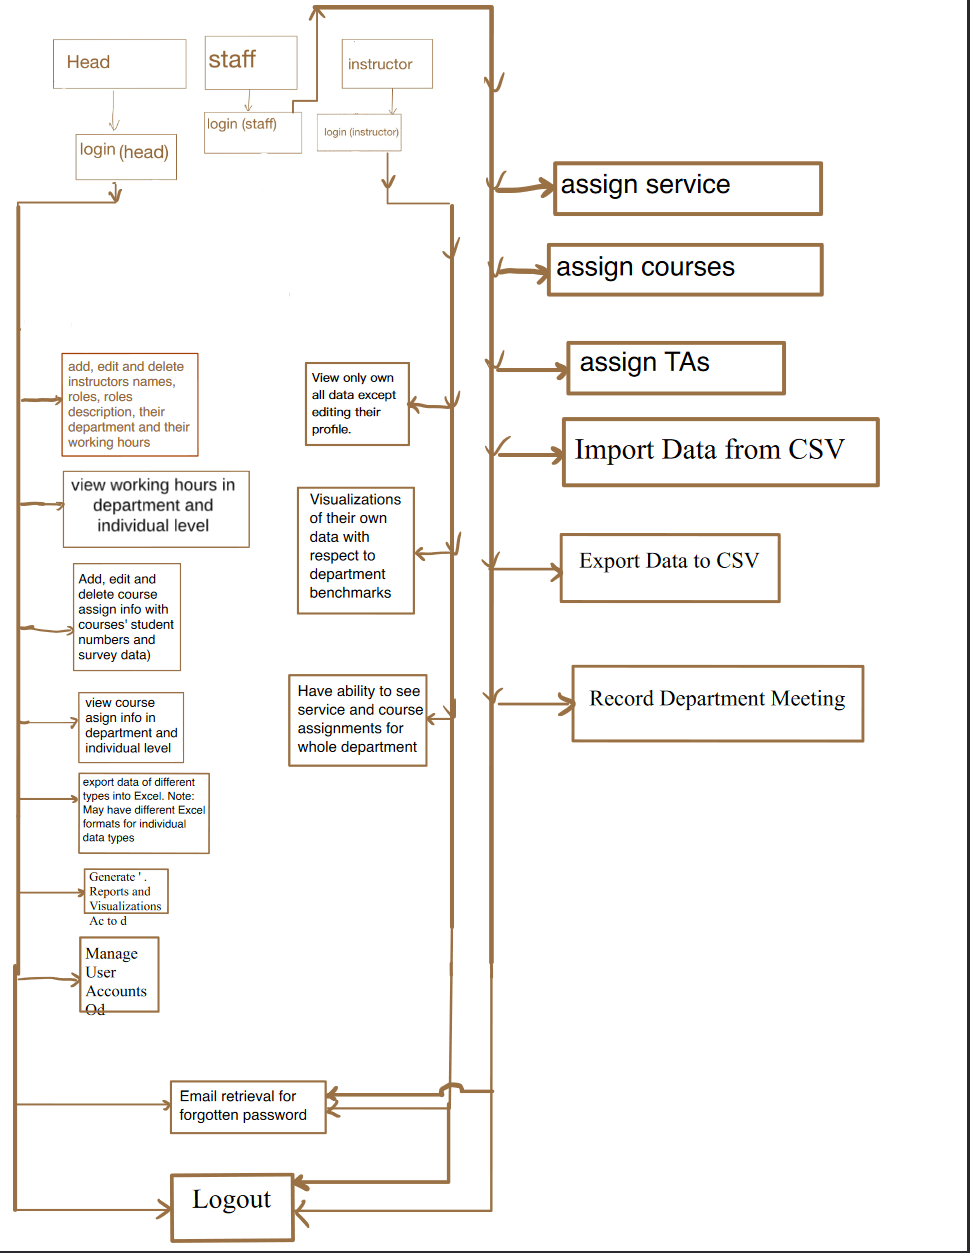 Head
staff
instructor
login (head)
login (staff)
login (instructor)
add, edit and delete
instructors names,
roles, roles
description, their
department and their
working hours
view working hours in
department and
individual level
Add, edit and
delete course
assign info with
courses' student
numbers and
survey data)
view course
asign info in
department and
individual level
export data of different
types into Excel. Note:
May have different Excel
formats for individual
data types
Generate ' .
Reports and
Visualizations
Ac to d
Manage
User
Accounts
Od
View only own
all data except
editing their
profile.
Visualizations
of their own
data with
respect to
department
benchmarks
Have ability to see
service and course
assignments for
whole department
assign service
assign courses
assign TAs
Import Data from CSV
Export Data to CSV
Record Department Meeting
Email retrieval for
forgotten password
Logout